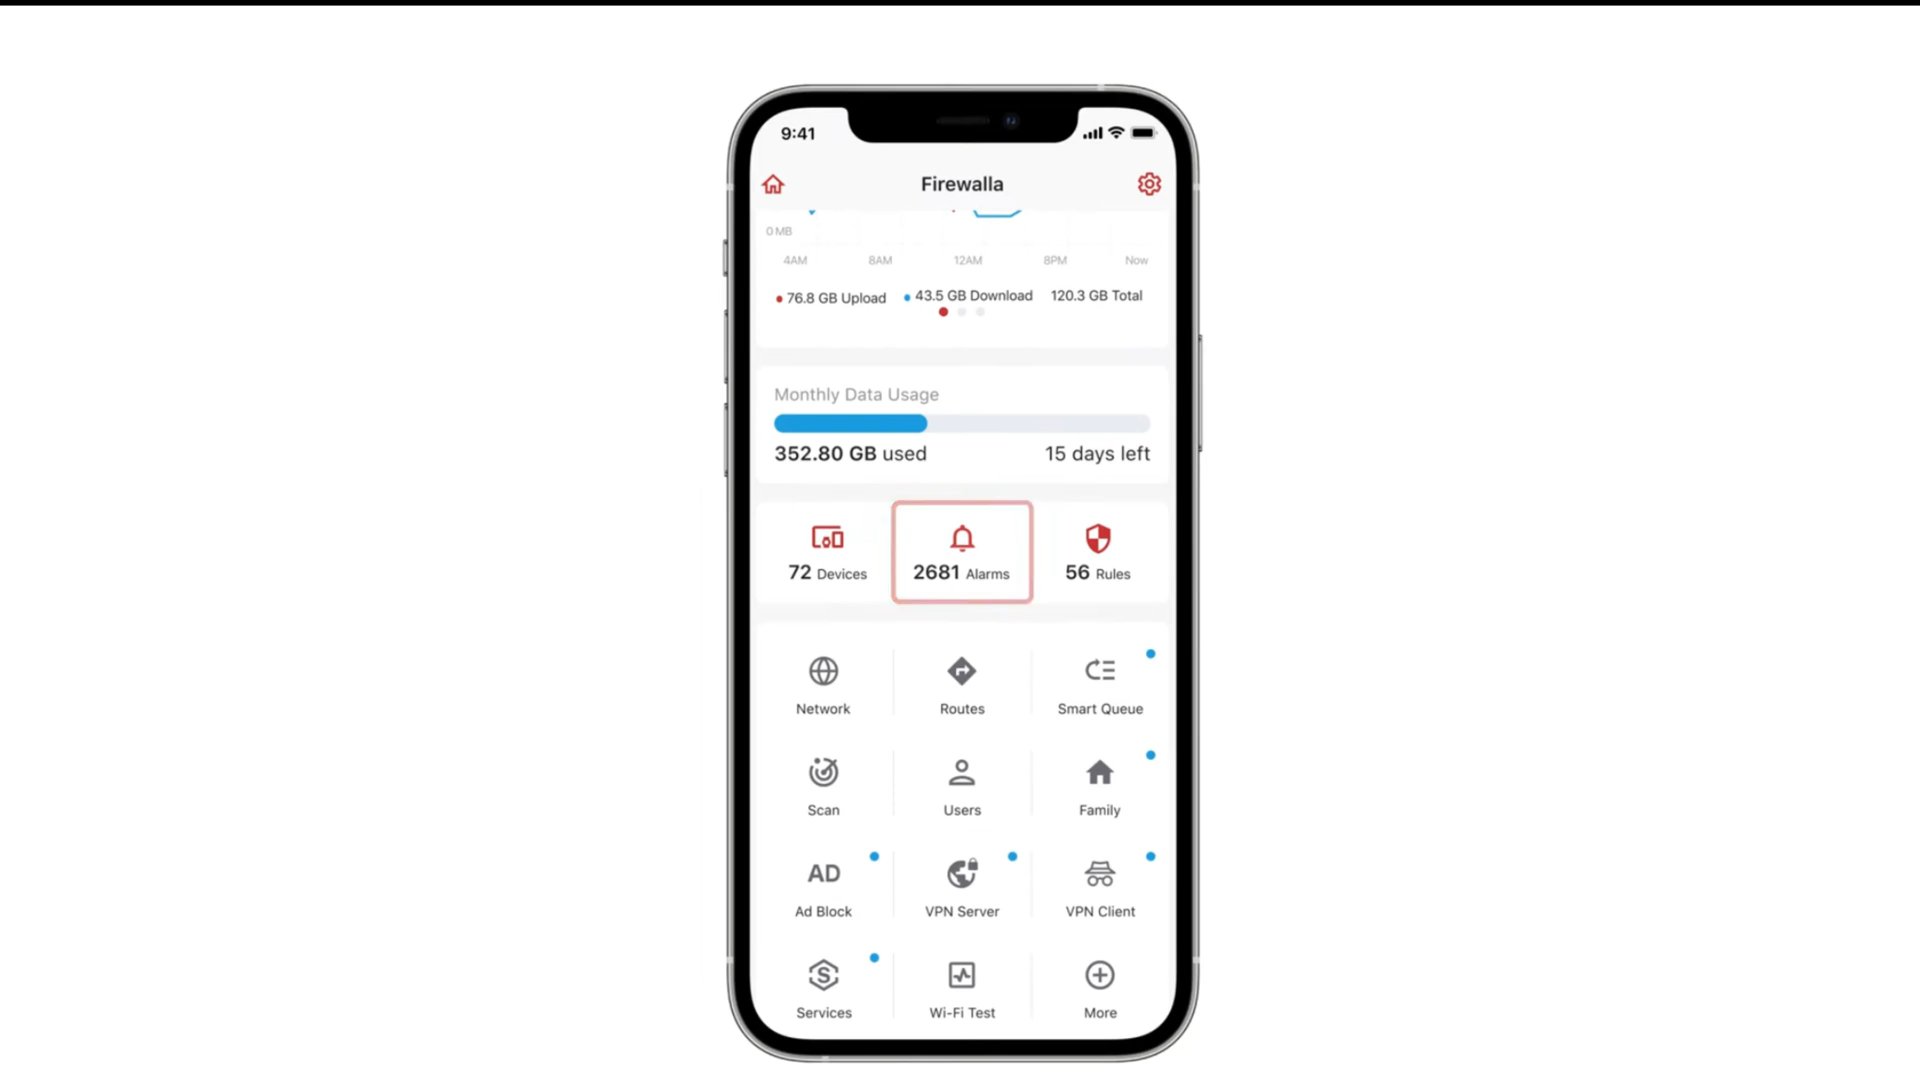 9:41
Firewalla
0 MB
4AM 8AM 12AM 8PM Now
76.8 GB Upload 43.5 GB Download 120.3 GB Total
Monthly Data Usage
352.80 GB used 15 days left
72 Devices 2681 Alarms 56 Rules
Network Routes Smart Queue
Scan Users Family
AD
Ad Block VPN Server VPN Client
S
Services Wi-Fi Test More